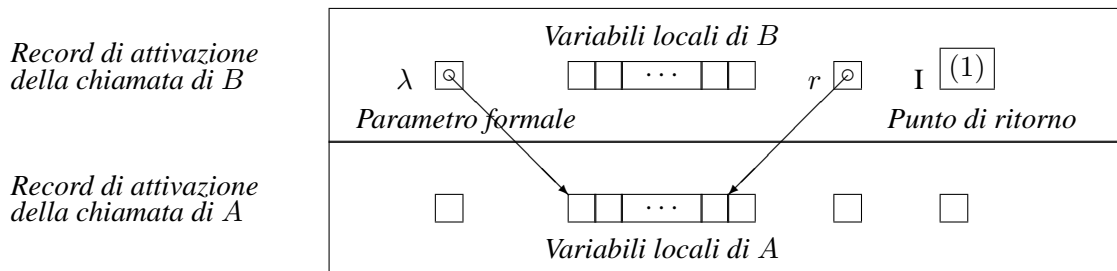 Variabili locali di B
Record di attivazione
della chiamata di B
λ
···
r
I
(1)
Parametro formale
Punto di ritorno
Record di attivazione
della chiamata di A
···
Variabili locali di A